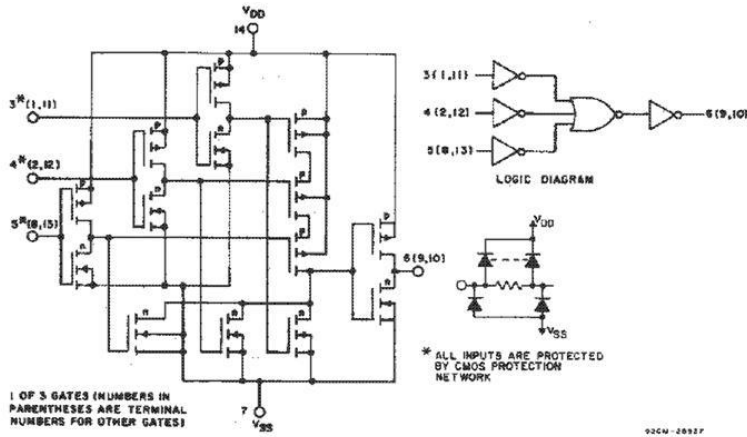 VDD
14
3*(1,11)
4*(2,12)
5*(8,13)
p
p
p
p
p
p
p
n
n
n
n
n
n
n
6(9,10)
7
VSS
1 OF 3 GATES (NUMBERS IN
PARENTHESES ARE TERMINAL
NUMBERS FOR OTHER GATES)
3(1,11)
4(2,12)
5(8,13)
6(9,10)
LOGIC DIAGRAM
VDD
VSS
* ALL INPUTS ARE PROTECTED
BY CMOS PROTECTION
NETWORK
92CM-28927